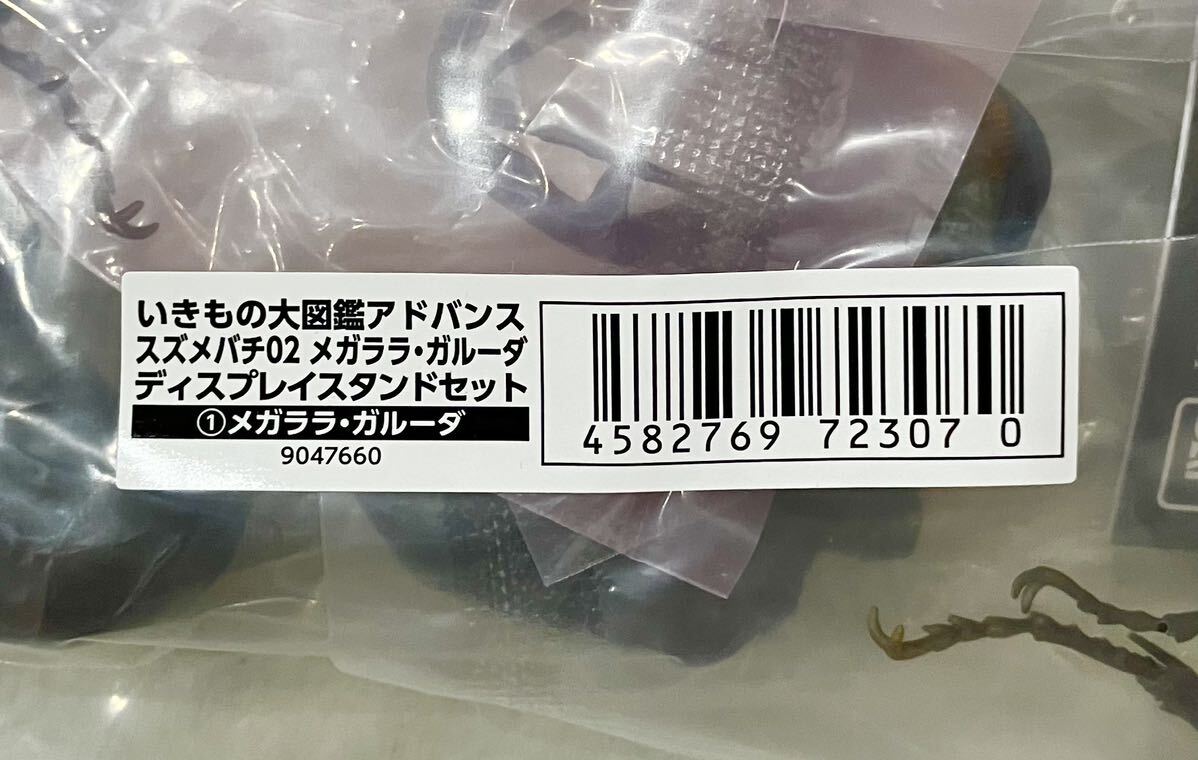 いきもの大図鑑アドバンス
スズメバチ02 メガララ・ガルーダ
ディスプレイスタンドセット
①メガララ・ガルーダ
9047660
4582769 72307 0